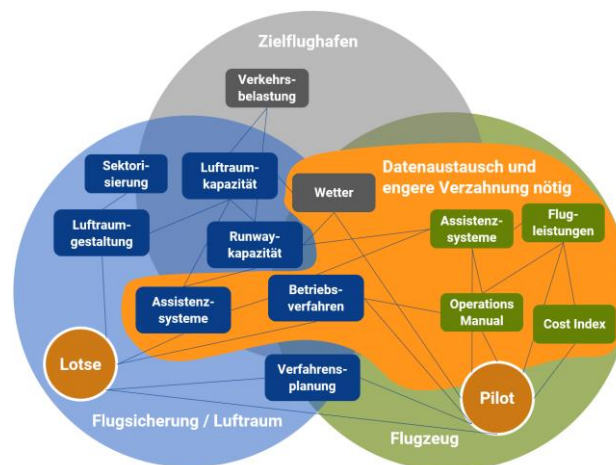 Zielflughafen
Verkehrs-
belastung
Sektori-
sierung
Luftraum-
kapazität
Datenaustausch und
engere Verzahnung nötig
Wetter
Luftraum-
gestaltung
Runway-
kapazität
Assistenz-
systeme
Flug-
leistungen
Assistenz-
systeme
Betriebs-
verfahren
Operations
Manual
Cost Index
Lotse
Verfahrens-
planung
Pilot
Flugsicherung / Luftraum
Flugzeug